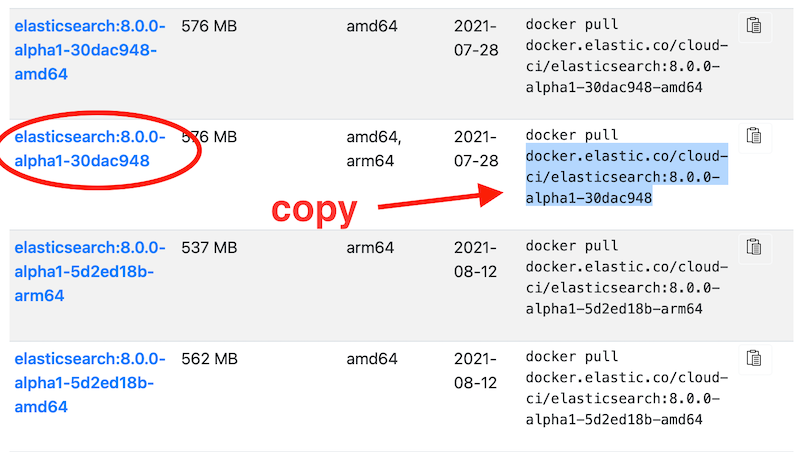 elasticsearch:8.0.0-
alpha1-30dac948-
amd64
576 MB
amd64
2021-
07-28
docker pull
docker.elastic.co/cloud-
ci/elasticsearch:8.0.0-
alpha1-30dac948-amd64
elasticsearch:8.0.0-
alpha1-30dac948
576 MB
amd64,
arm64
2021-
07-28
docker pull
docker.elastic.co/cloud-
ci/elasticsearch:8.0.0-
alpha1-30dac948
copy
elasticsearch:8.0.0-
alpha1-5d2ed18b-
arm64
537 MB
arm64
2021-
08-12
docker pull
docker.elastic.co/cloud-
ci/elasticsearch:8.0.0-
alpha1-5d2ed18b-arm64
elasticsearch:8.0.0-
alpha1-5d2ed18b-
amd64
562 MB
amd64
2021-
08-12
docker pull
docker.elastic.co/cloud-
ci/elasticsearch:8.0.0-
alpha1-5d2ed18b-amd64